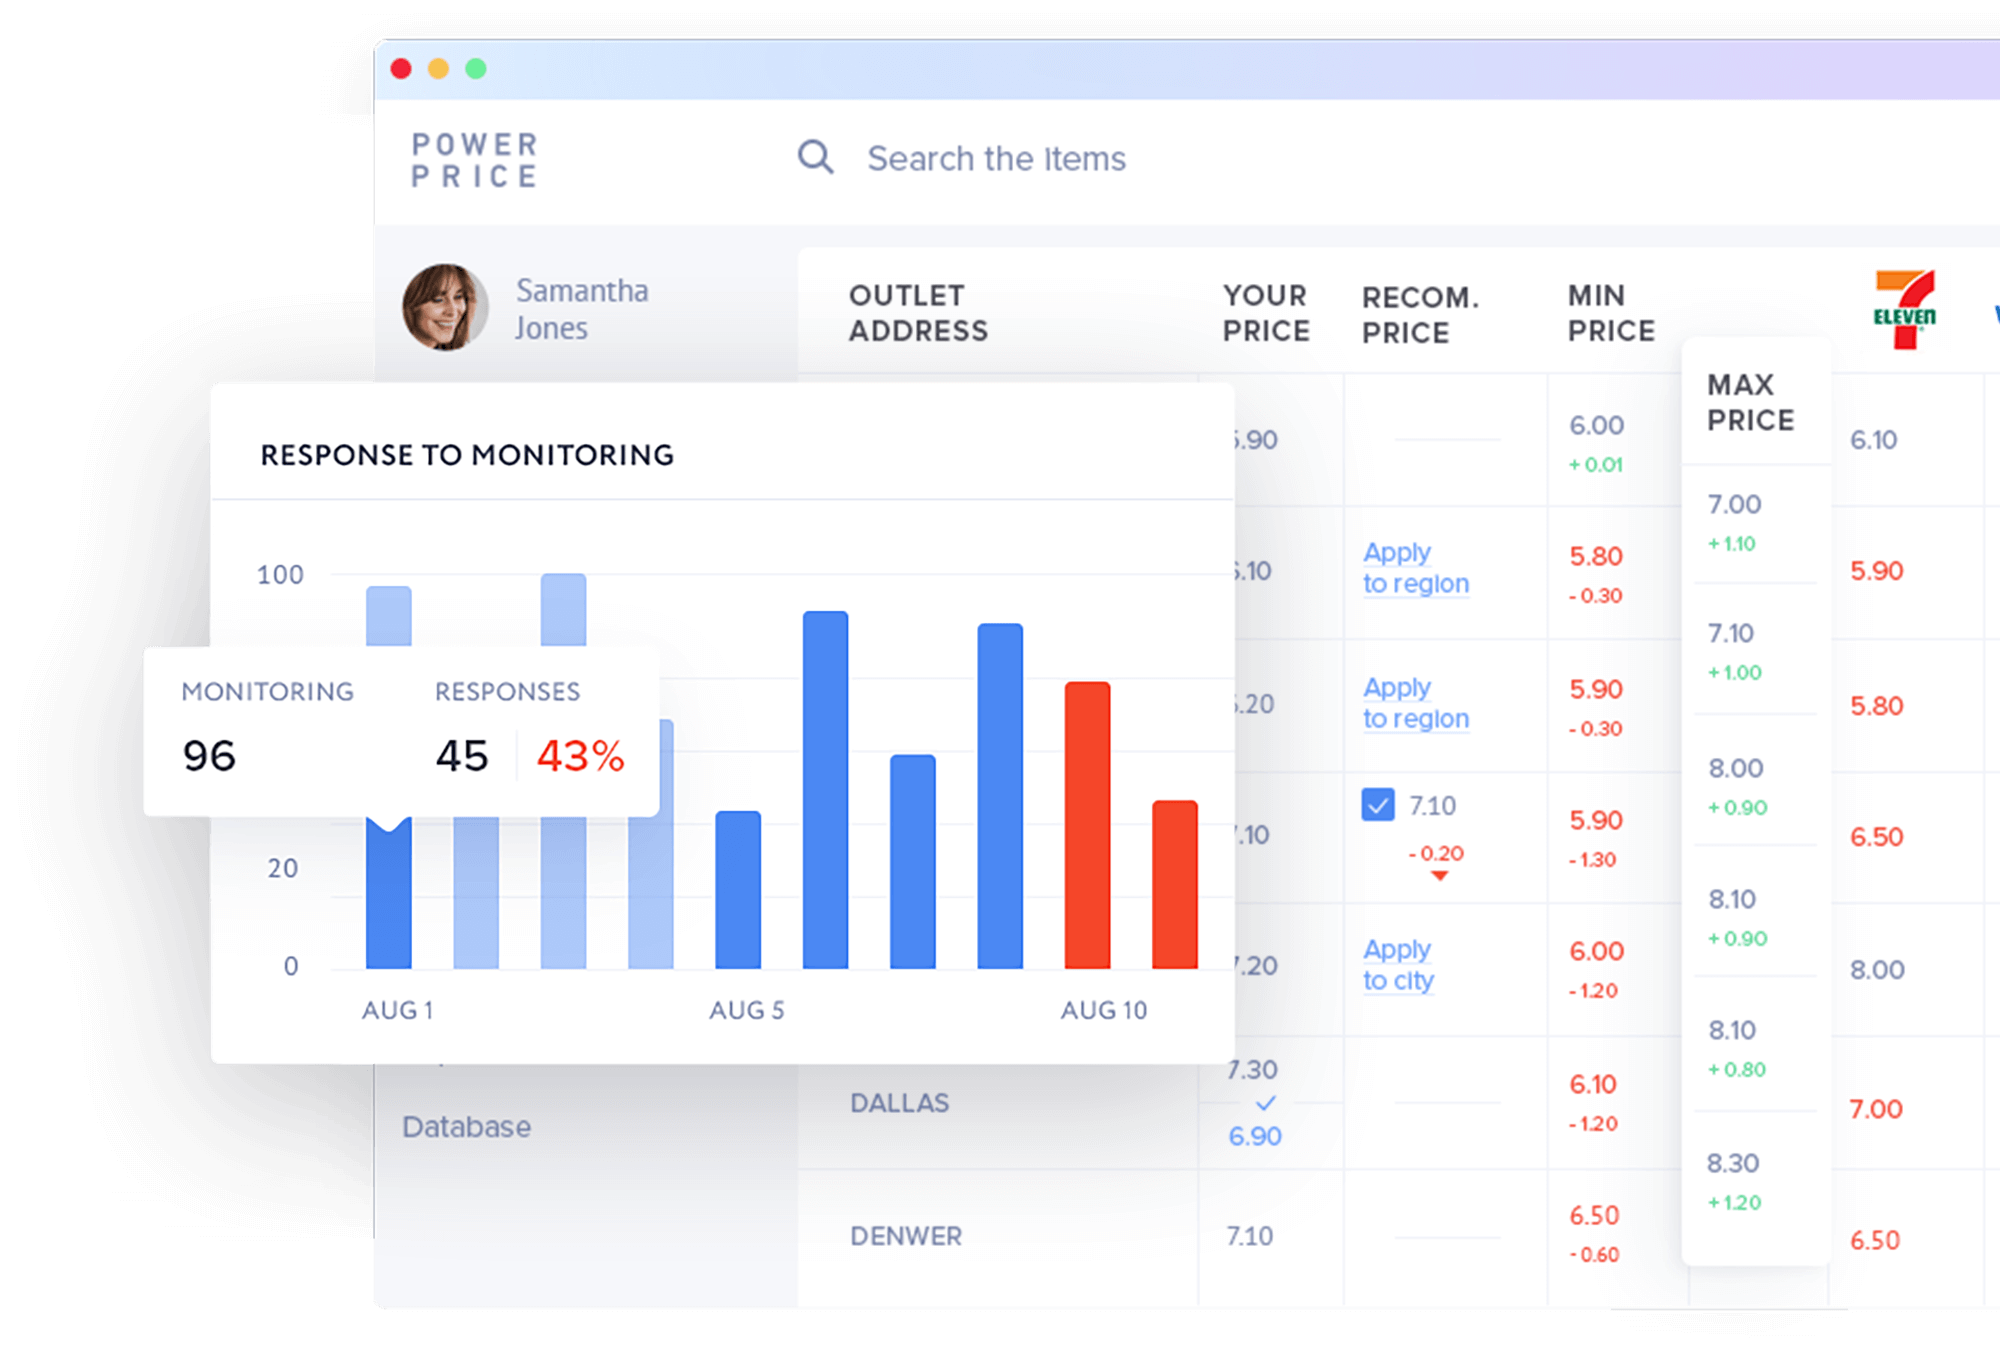 POWER
PRICE
Search the Items
Samantha
Jones
OUTLET
ADDRESS
YOUR
PRICE
RECOM.
PRICE
MIN
PRICE
MAX
PRICE
7
ELEVEN
RESPONSE TO MONITORING
100
20
0
AUG 1
AUG 5
AUG 10
MONITORING
96
RESPONSES
45
43%
.90
6.00
+ 0.01
7.00
+ 1.10
6.10
.10
Apply
to region
5.80
- 0.30
7.10
+ 1.00
5.90
.20
Apply
to region
5.90
- 0.30
8.00
+ 0.90
5.80
.10
7.10
- 0.20
5.90
- 1.30
8.10
+ 0.90
6.50
.20
Apply
to city
6.00
- 1.20
8.10
+ 0.80
8.00
DALLAS
7.30
6.90
6.10
- 1.20
8.30
+ 1.20
7.00
DENWER
7.10
6.50
- 0.60
6.50
Database